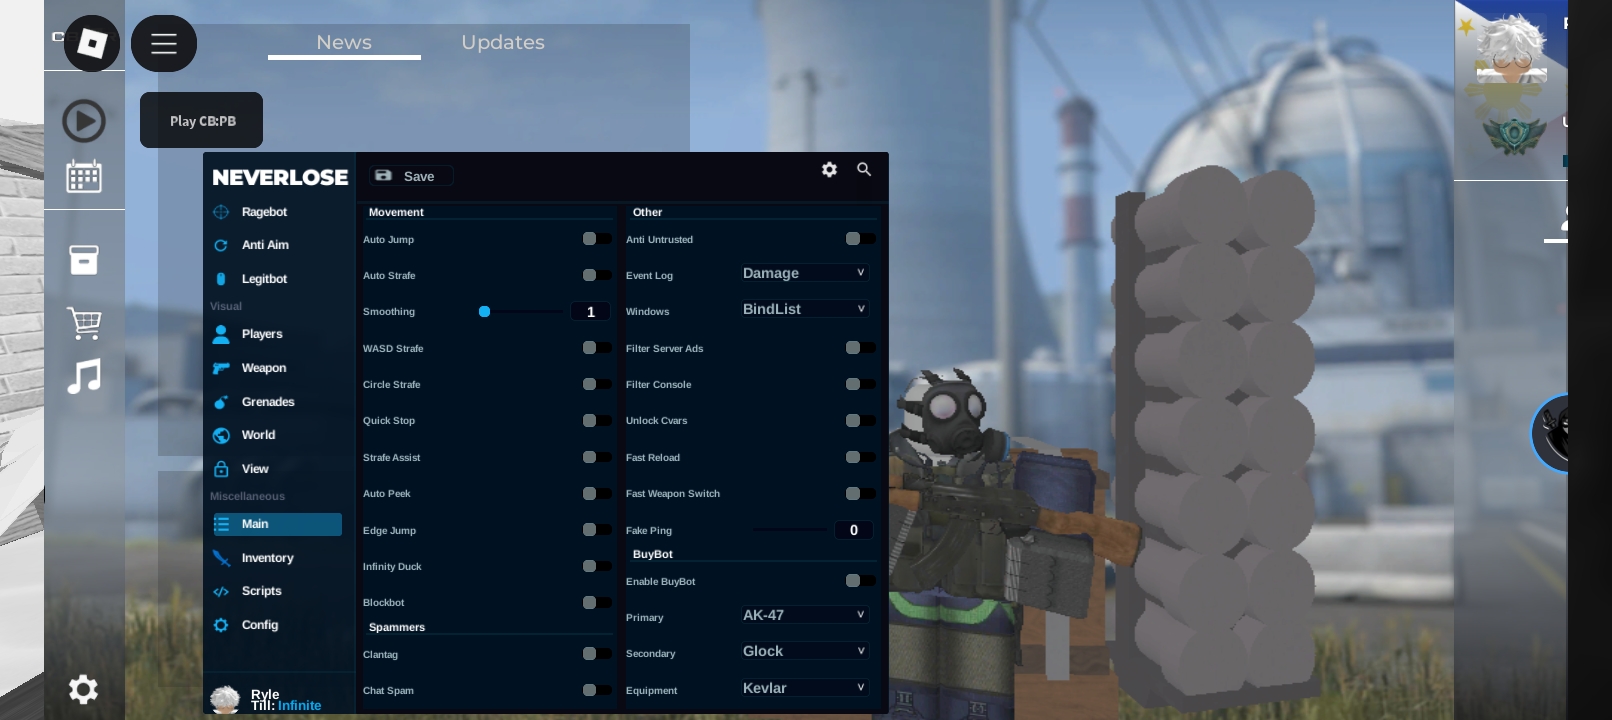 News
Updates
Play CB:PB
NEVERLOSE
Save
Ragebot
Anti Aim
Legitbot
Visual
Players
Weapon
Grenades
World
View
Miscellaneous
Main
Inventory
Scripts
Config
Ryle
Till: Infinite
Movement
Auto Jump
Auto Strafe
Smoothing 1
WASD Strafe
Circle Strafe
Quick Stop
Strafe Assist
Auto Peek
Edge Jump
Infinity Duck
Blockbot
Spammers
Clantag
Chat Spam
Other
Anti Untrusted
Event Log Damage
Windows BindList
Filter Server Ads
Filter Console
Unlock Cvars
Fast Reload
Fast Weapon Switch
Fake Ping 0
BuyBot
Enable BuyBot
Primary AK-47
Secondary Glock
Equipment Kevlar